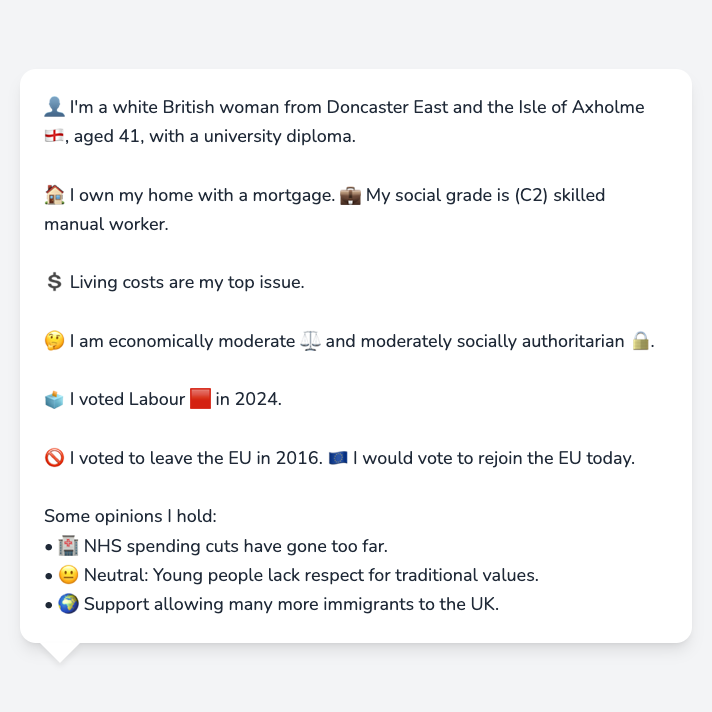 👤 I'm a white British woman from Doncaster East and the Isle of Axholme
🏴󠁧󠁢󠁥󠁮󠁧󠁿, aged 41, with a university diploma.
🏠 I own my home with a mortgage. 💼 My social grade is (C2) skilled
manual worker.
💲 Living costs are my top issue.
🤔 I am economically moderate ⚖️ and moderately socially authoritarian 🔒.
🗳️ I voted Labour 🟥 in 2024.
🚫 I voted to leave the EU in 2016. 🇪🇺 I would vote to rejoin the EU today.
Some opinions I hold:
• 🏥 NHS spending cuts have gone too far.
• 😐 Neutral: Young people lack respect for traditional values.
• 🌍 Support allowing many more immigrants to the UK.